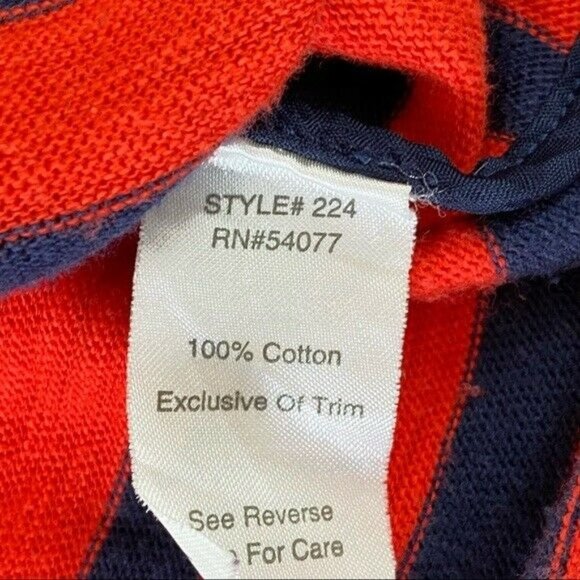 STYLE# 224
RN#54077
100% Cotton
Exclusive Of Trim
See Reverse
For Care